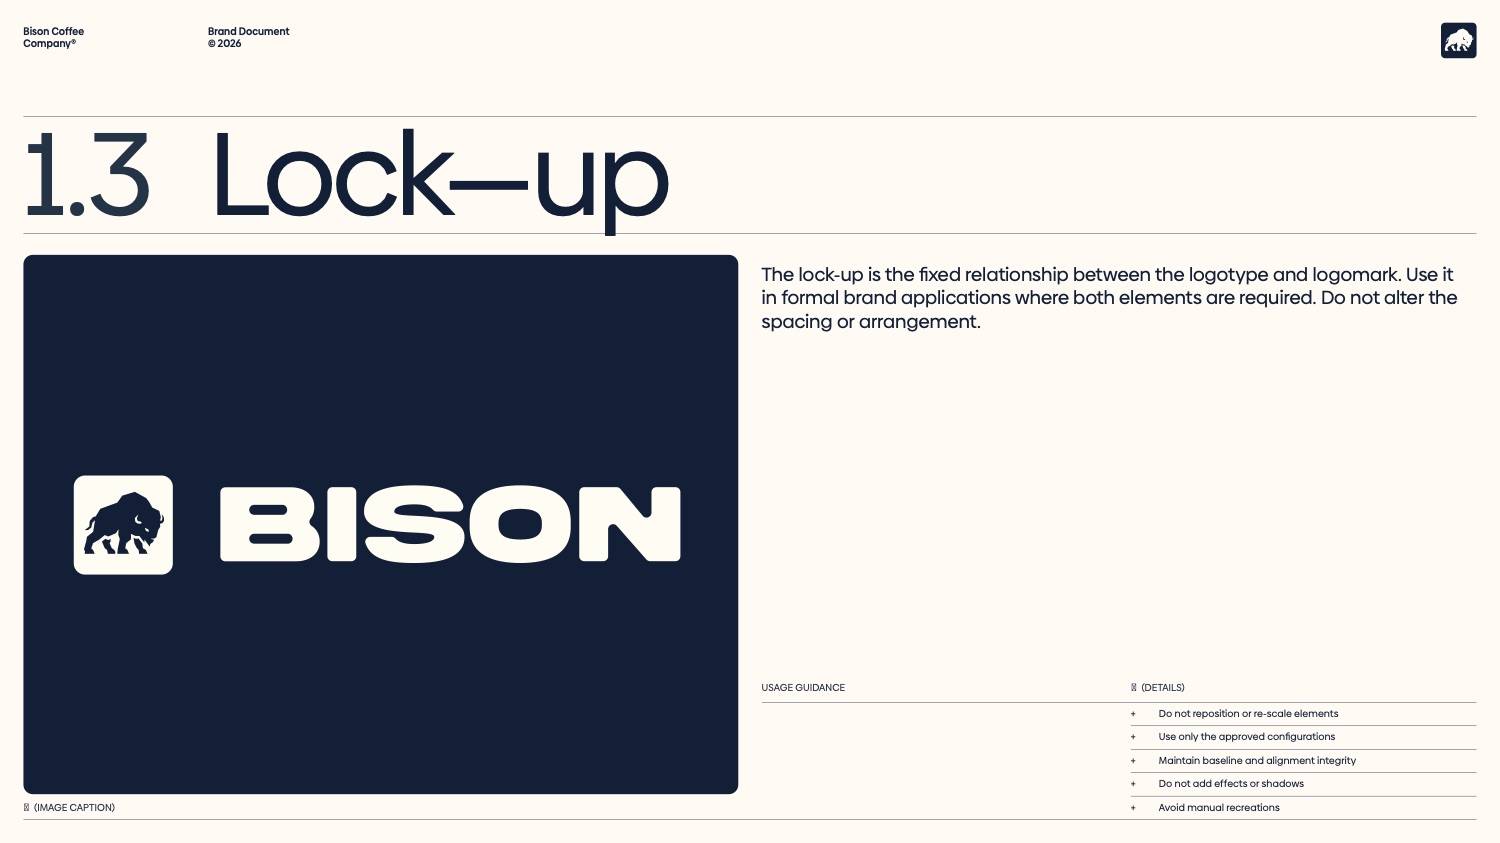 Bison Coffee
Company®
Brand Document
© 2026
1.3 Lock—up
The lock-up is the fixed relationship between the logotype and logomark. Use it
in formal brand applications where both elements are required. Do not alter the
spacing or arrangement.
BISON
USAGE GUIDANCE
(DETAILS)
+ Do not reposition or re-scale elements
+ Use only the approved configurations
+ Maintain baseline and alignment integrity
+ Do not add effects or shadows
+ Avoid manual recreations
(IMAGE CAPTION)